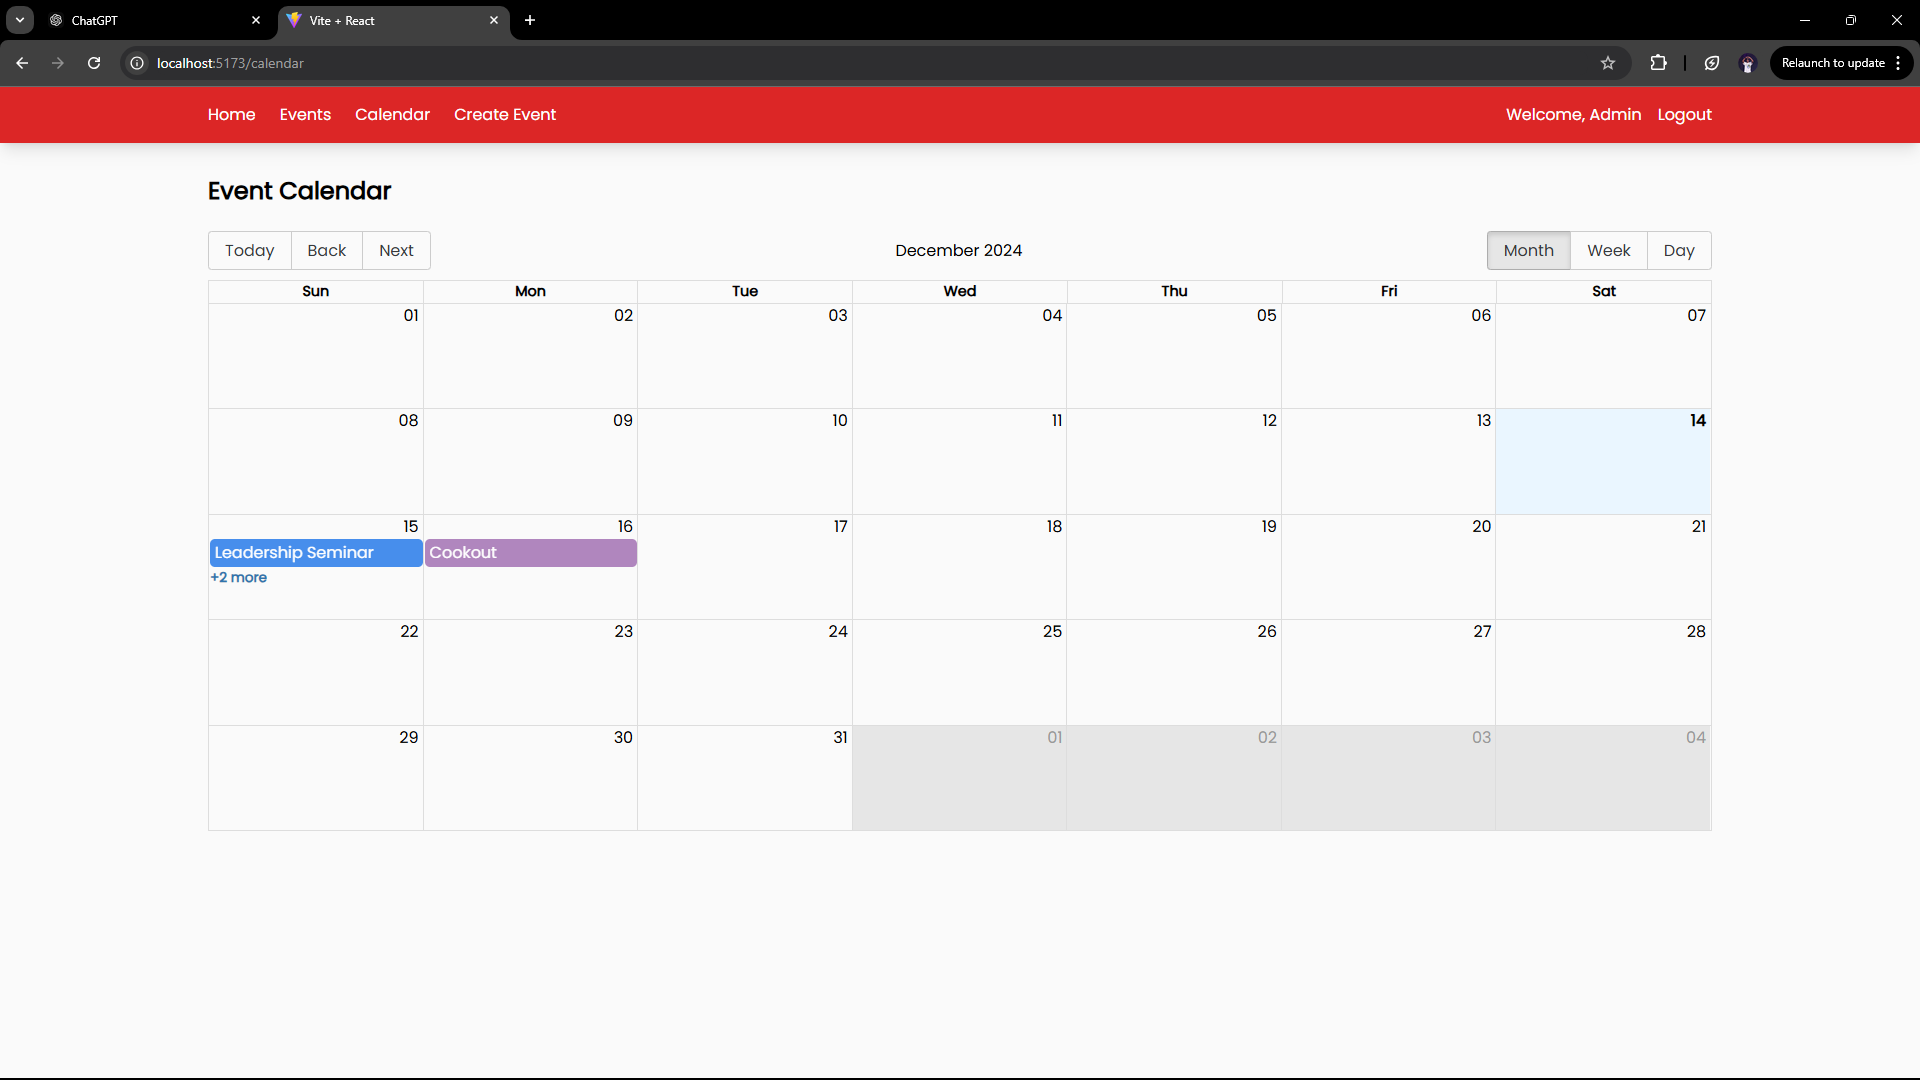 ChatGPT
Vite + React
localhost:5173/calendar
Relaunch to update
Home Events Calendar Create Event
Welcome, Admin Logout
Event Calendar
Today Back Next
December 2024
Month Week Day
Sun Mon Tue Wed Thu Fri Sat
01 02 03 04 05 06 07
08 09 10 11 12 13 14
15 16 17 18 19 20 21
Leadership Seminar Cookout
+2 more
22 23 24 25 26 27 28
29 30 31 01 02 03 04